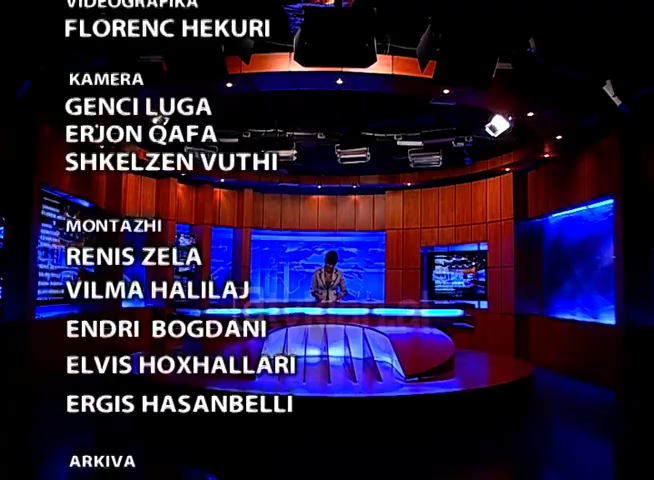 VIDEOGRAFIKA
FLORENC HEKURI
KAMERA
GENCI LUGA
ERJON QAFA
SHKELZEN VUTHI
MONTAZHI
RENIS ZELA
VILMA HALILAJ
ENDRI BOGDANI
ELVIS HOXHALLARI
ERGIS HASANBELLI
ARKIVA